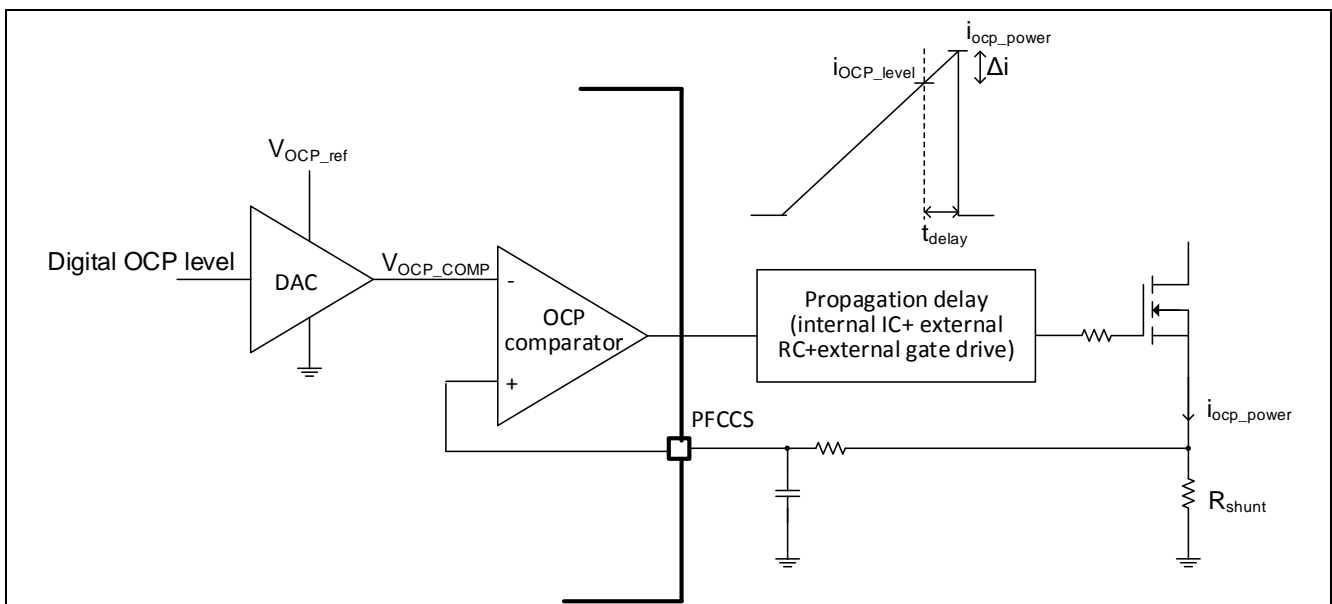 i_ocp_power
i_OCP_level
Δi
V_OCP_ref
t_delay
Digital OCP level
DAC
V_OCP_COMP
-
OCP
comparator
+
Propagation delay
(internal IC+ external
RC+external gate drive)
PFCCS
i_ocp_power
R_shunt